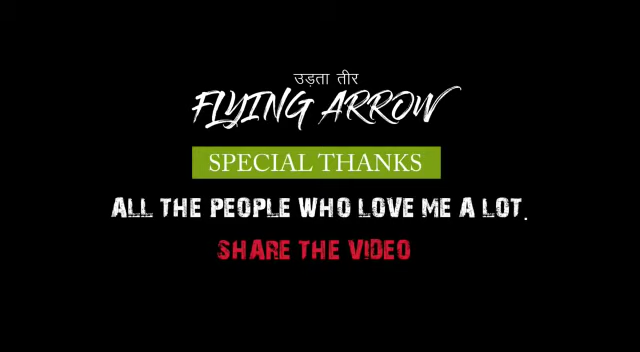 उड़ता तीर
FLYING ARROW
SPECIAL THANKS
ALL THE PEOPLE WHO LOVE ME A LOT.
SHARE THE VIDEO